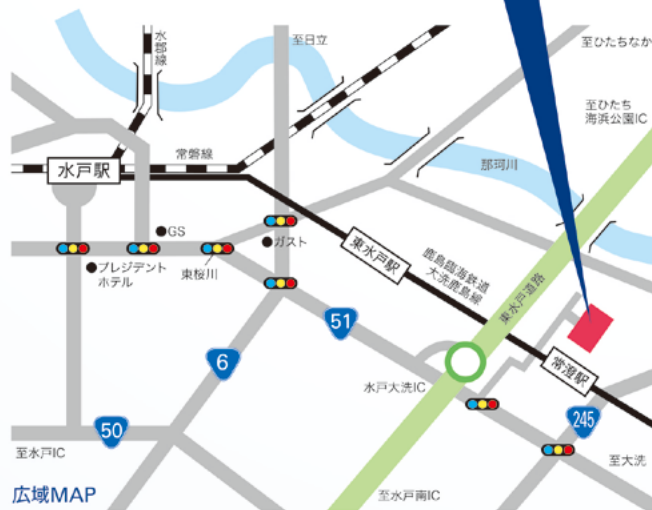 水郡線
至日立
至ひたちなか
至ひたち
海浜公園IC
常磐線
水戸駅
那珂川
GS
ガスト
東桜川
プレジデント
ホテル
東水戸駅
鹿島臨海鉄道
大洗鹿島線
東水戸道路
51
6
水戸大洗IC
常澄駅
245
50
至水戸IC
至大洗
至水戸南IC
広域MAP